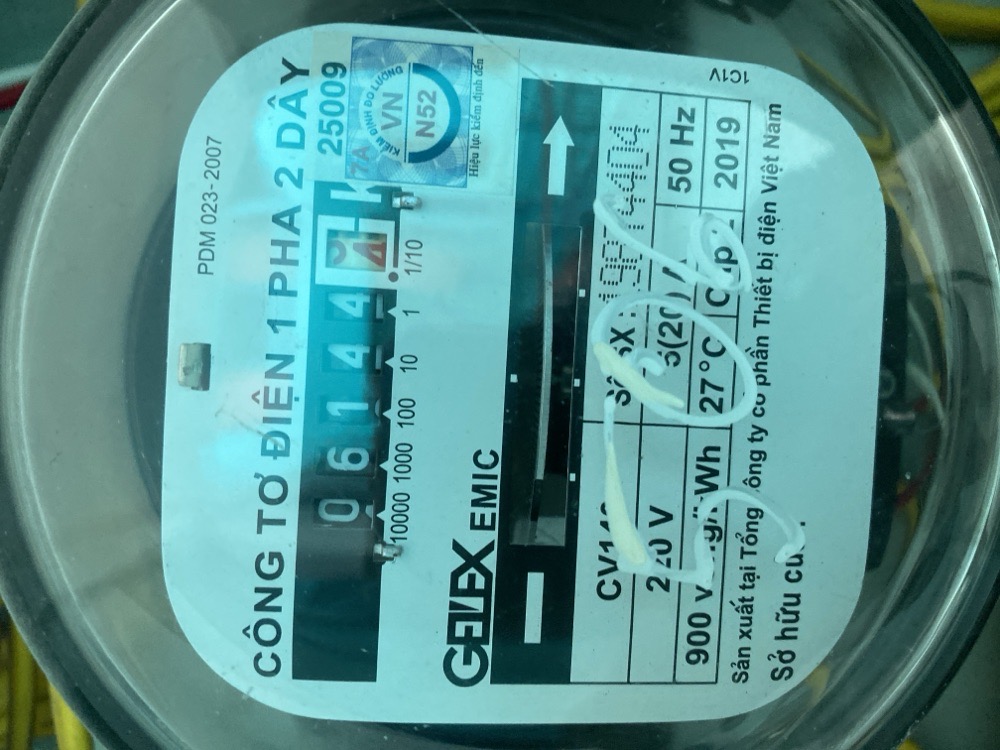 PDM 023-2007
CÔNG TƠ ĐIỆN 1 PHA 2 DÂY
25009
KIỂM ĐỊNH ĐO LƯỜNG
VN
N52
7A
Hiệu lực kiểm định đến
0 6 1 4 4
10000 1000 100 10 1 1/10
GELEX EMIC
220 V
50 Hz
900 27°C 2019
Sản xuất tại Tổng công ty cổ phần Thiết bị điện Việt Nam
Sở hữu
1C1V